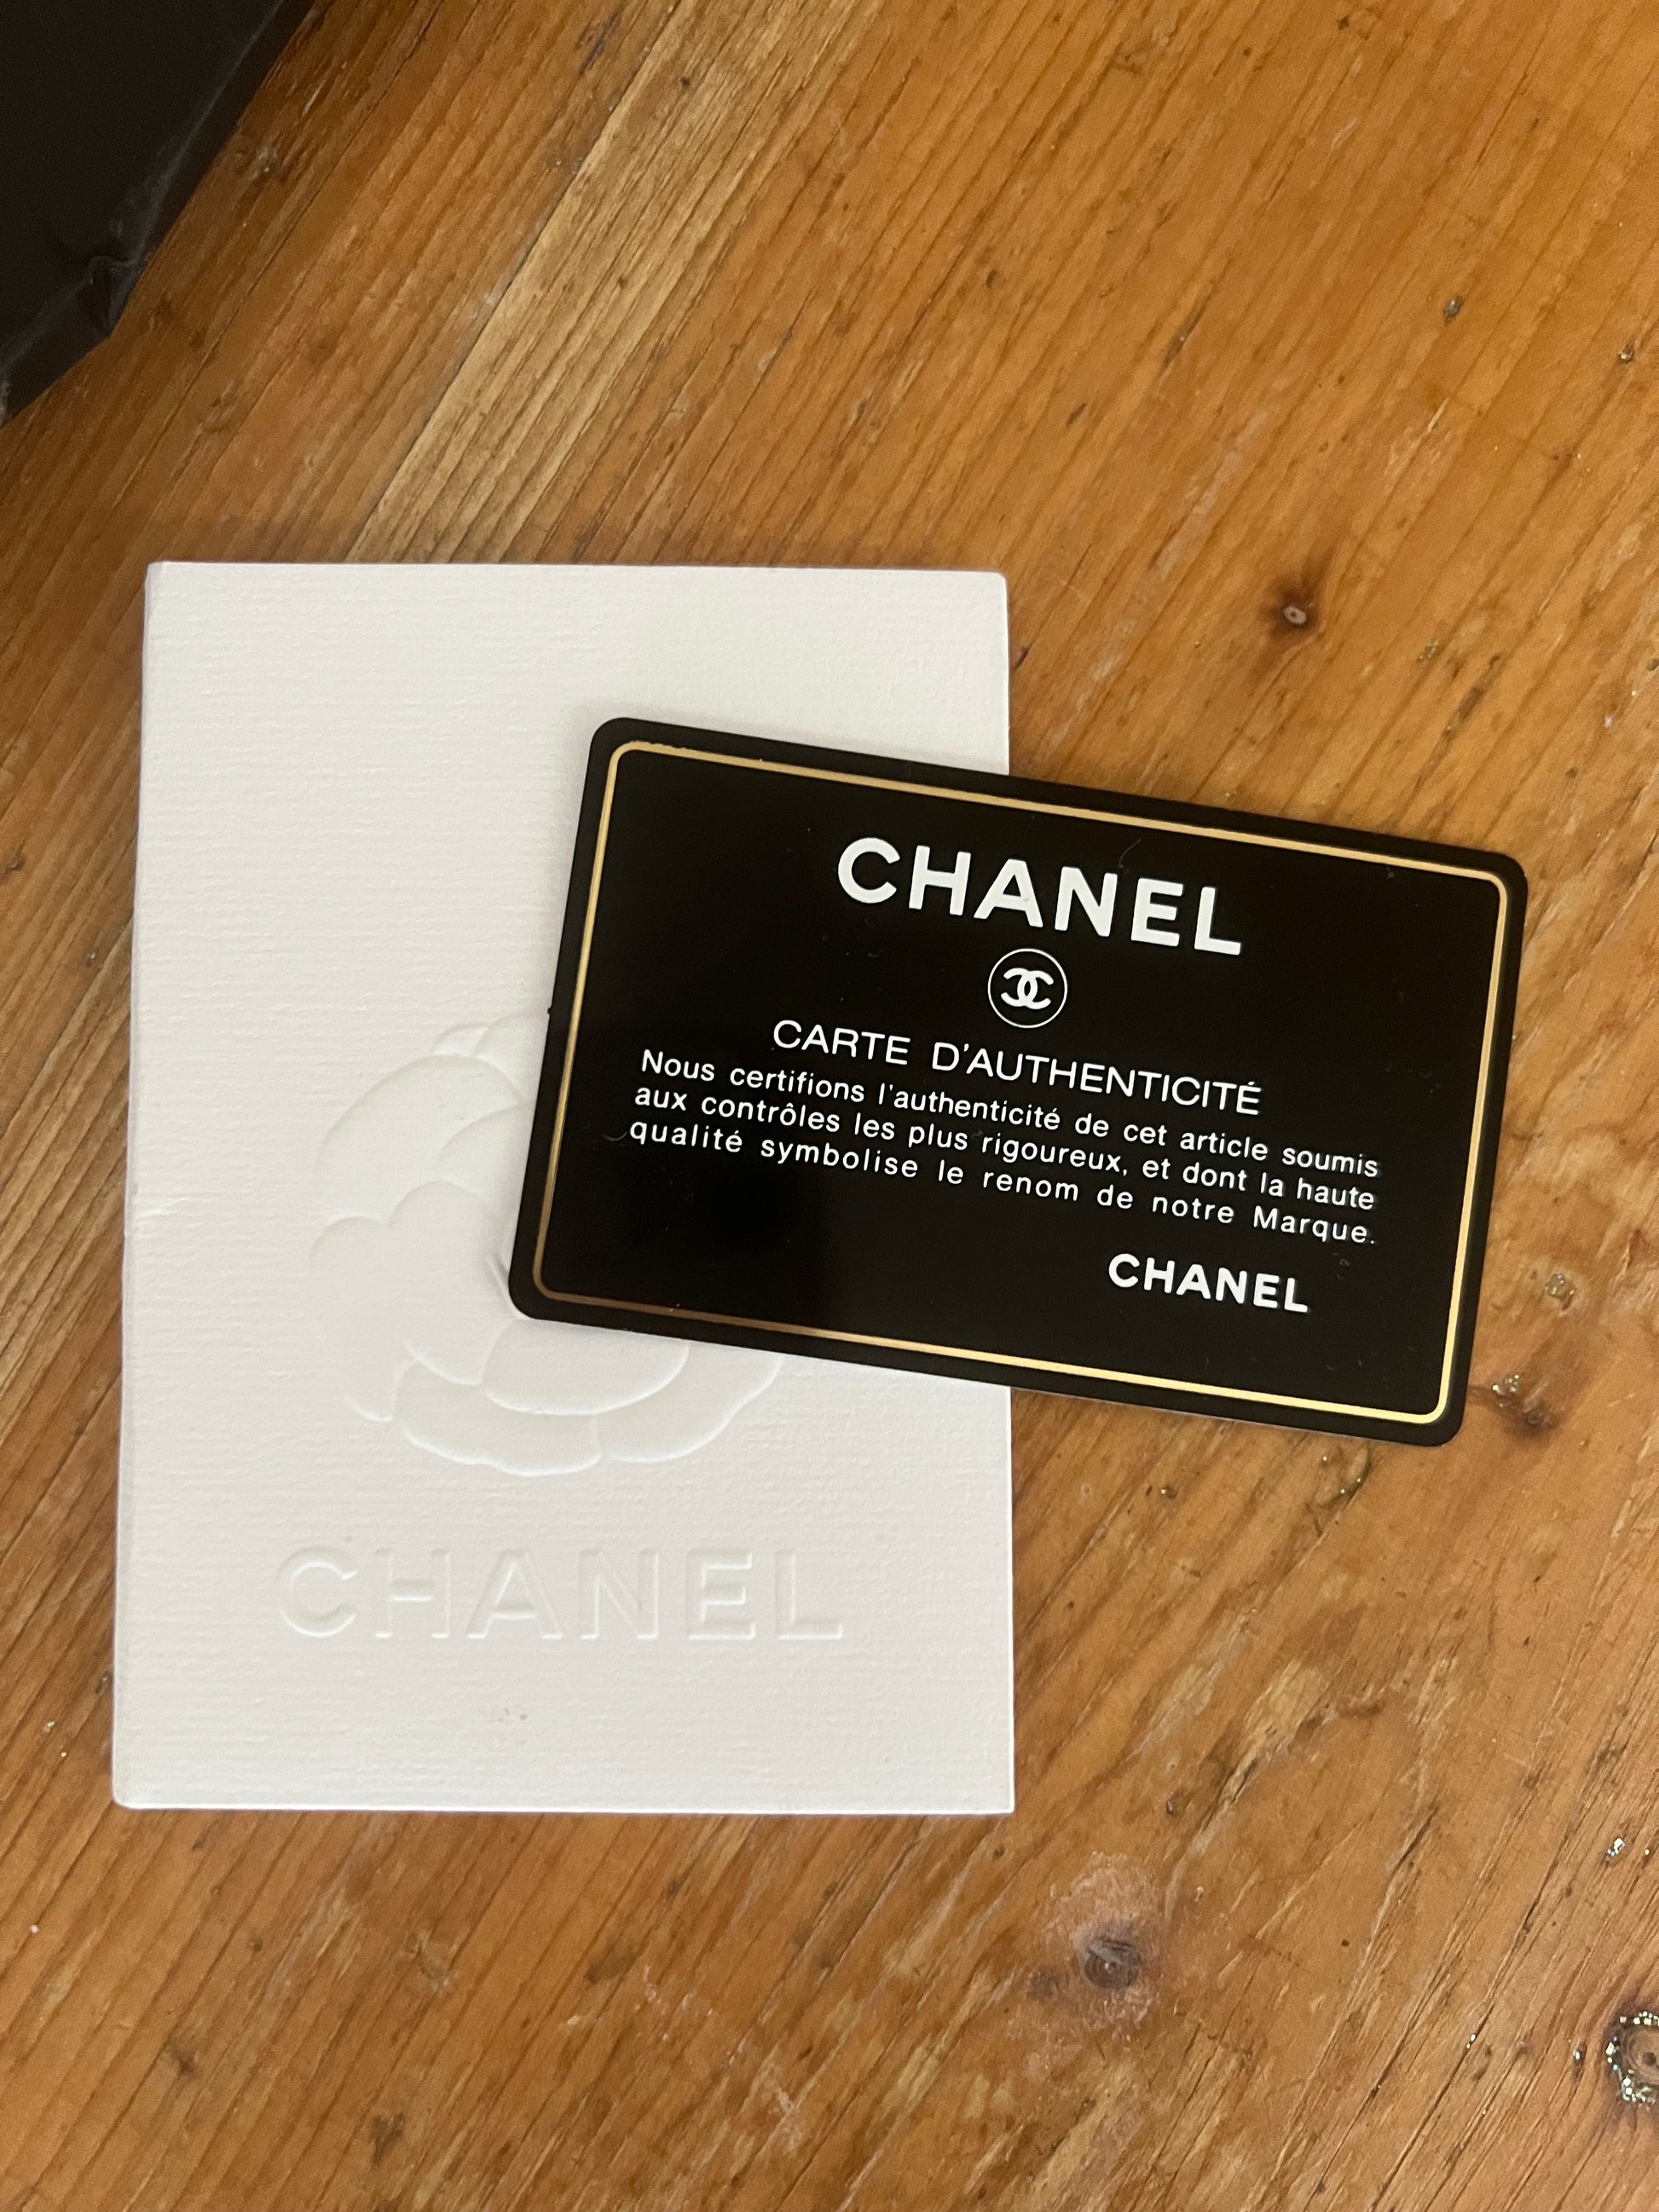 CHANEL
CARTE D'AUTHENTICITÉ
Nous certifions l'authenticité de cet article soumis
aux contrôles les plus rigoureux, et dont la haute
qualité symbolise le renom de notre Marque.
CHANEL
CHANEL